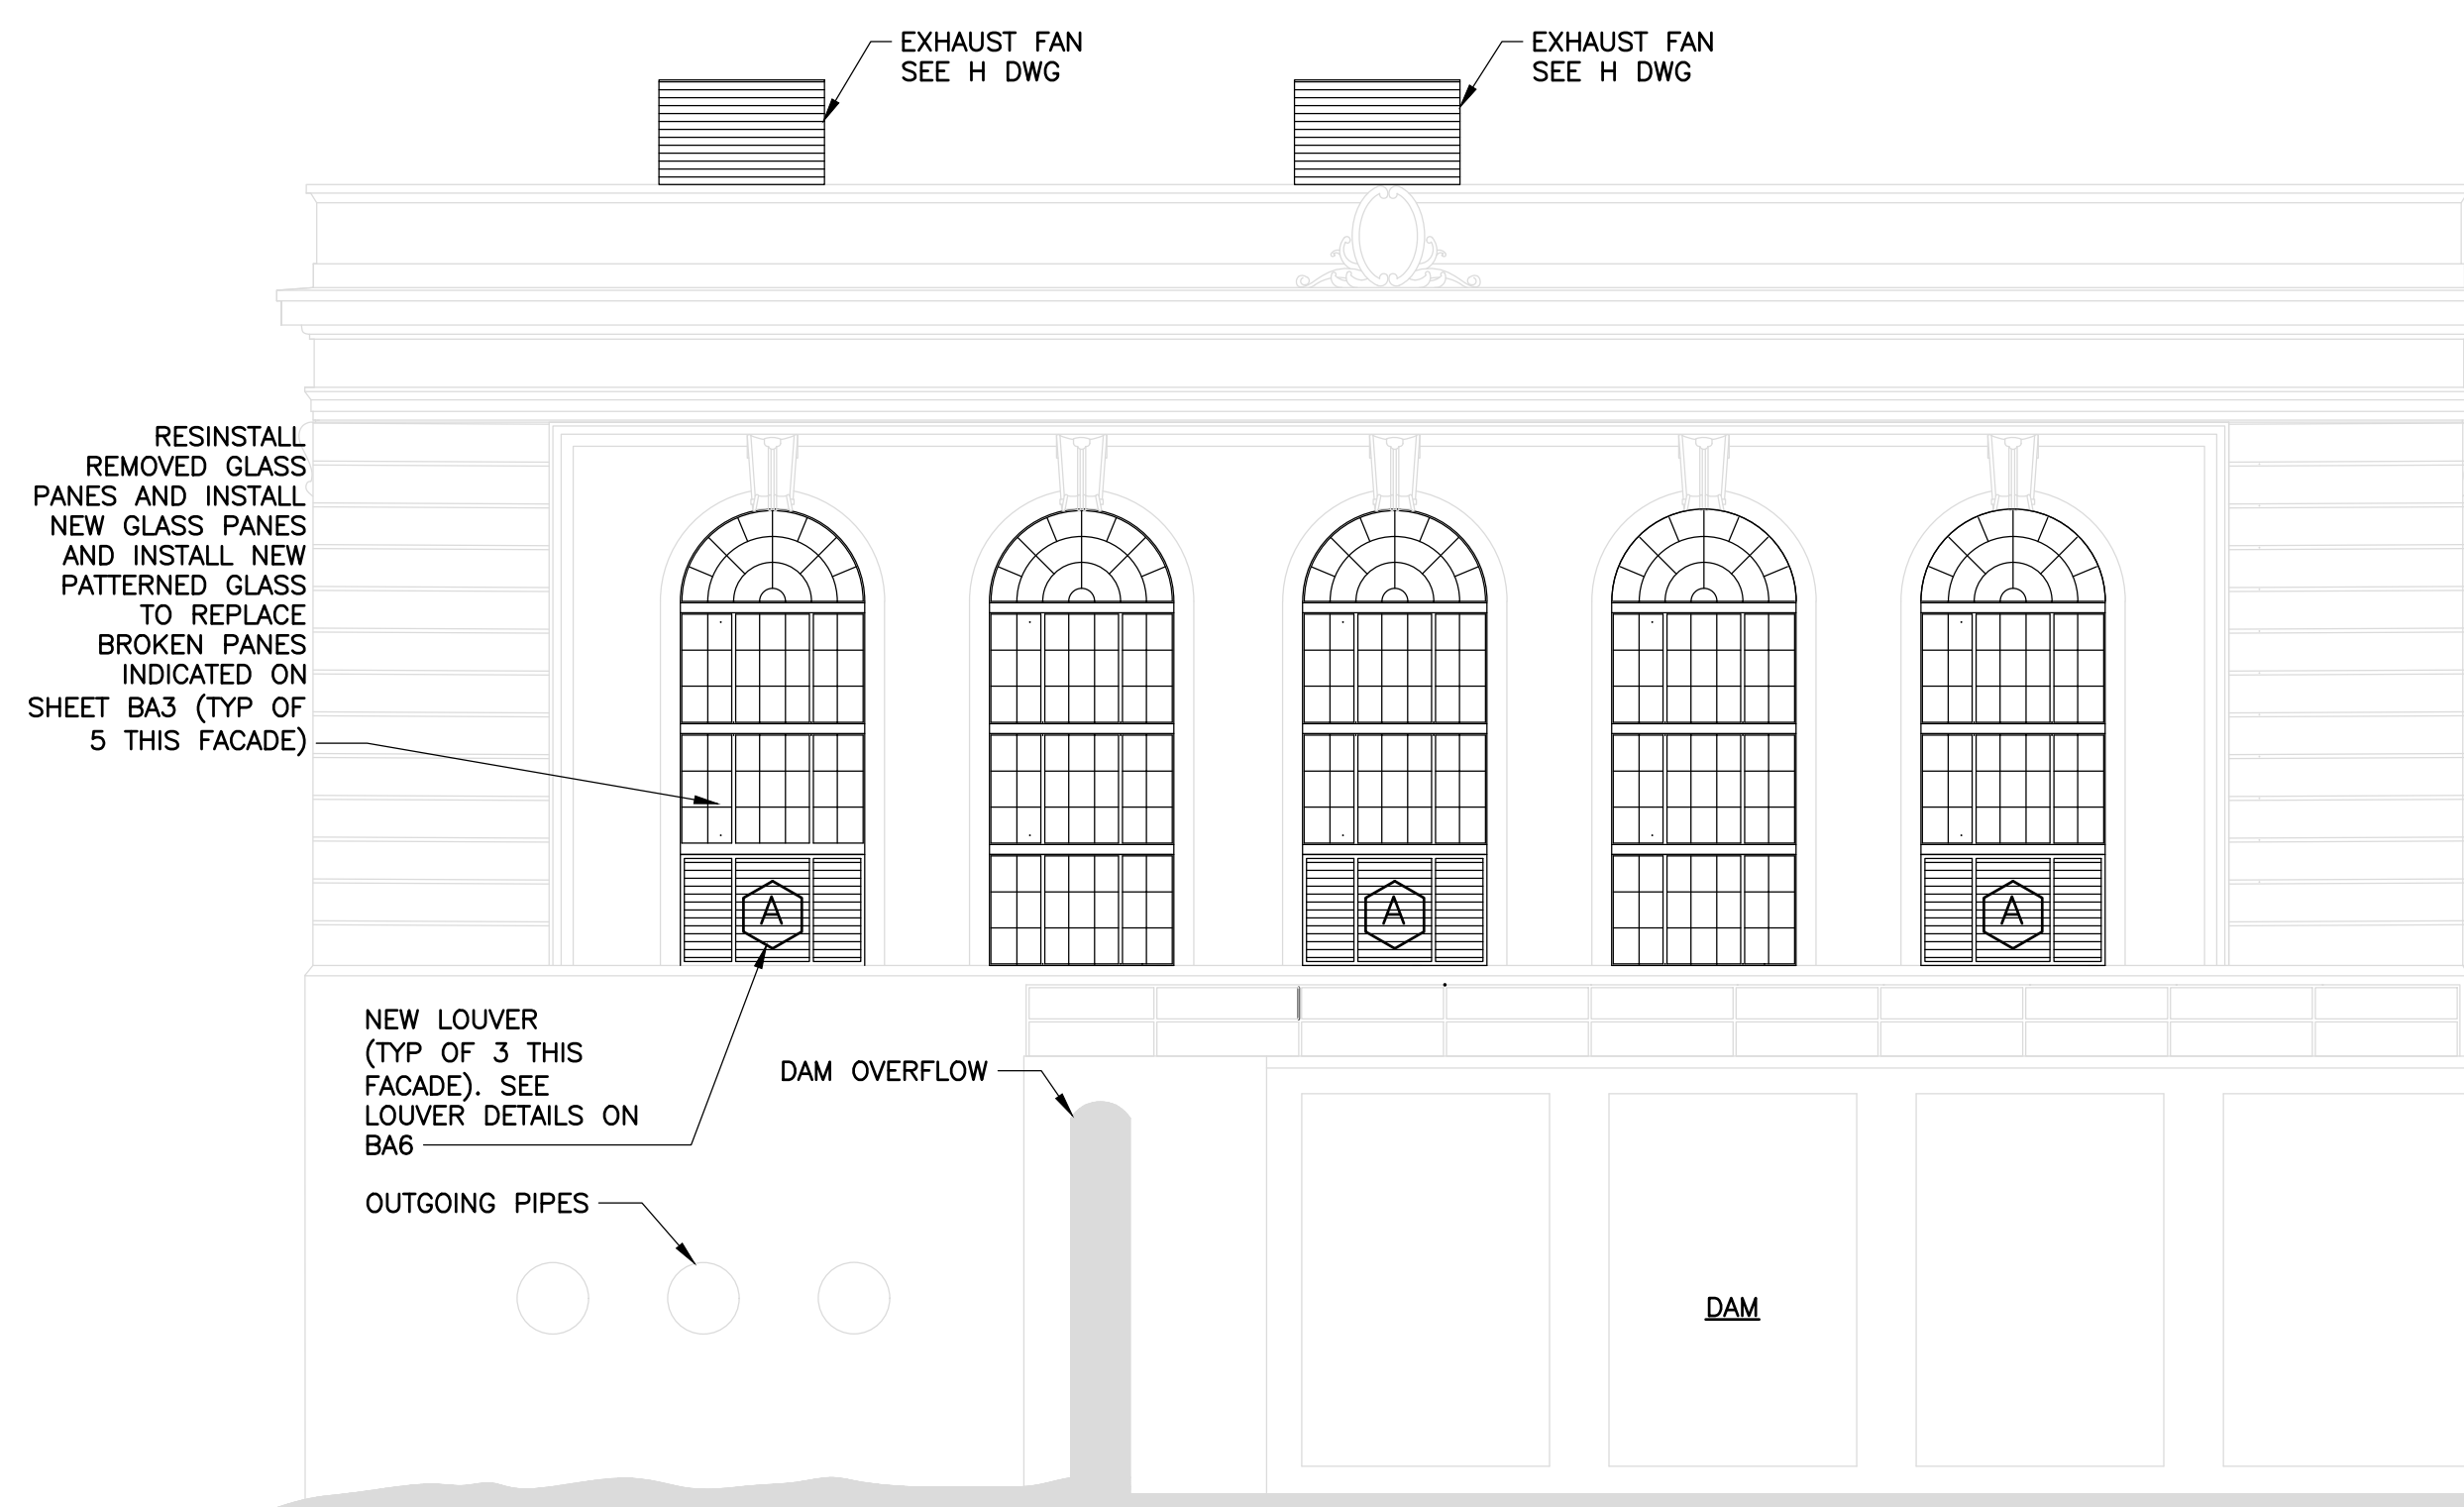 EXHAUST FAN
SEE H DWG
EXHAUST FAN
SEE H DWG
RESINSTALL
REMOVED GLASS
PANES AND INSTALL
NEW GLASS PANES
AND INSTALL NEW
PATTERNED GLASS
TO REPLACE
BROKEN PANES
INDICATED ON
SHEET BA3 (TYP OF
5 THIS FACADE)
A
A
A
NEW LOUVER
(TYP OF 3 THIS
FACADE). SEE
LOUVER DETAILS ON
BA6
DAM OVERFLOW
OUTGOING PIPES
DAM